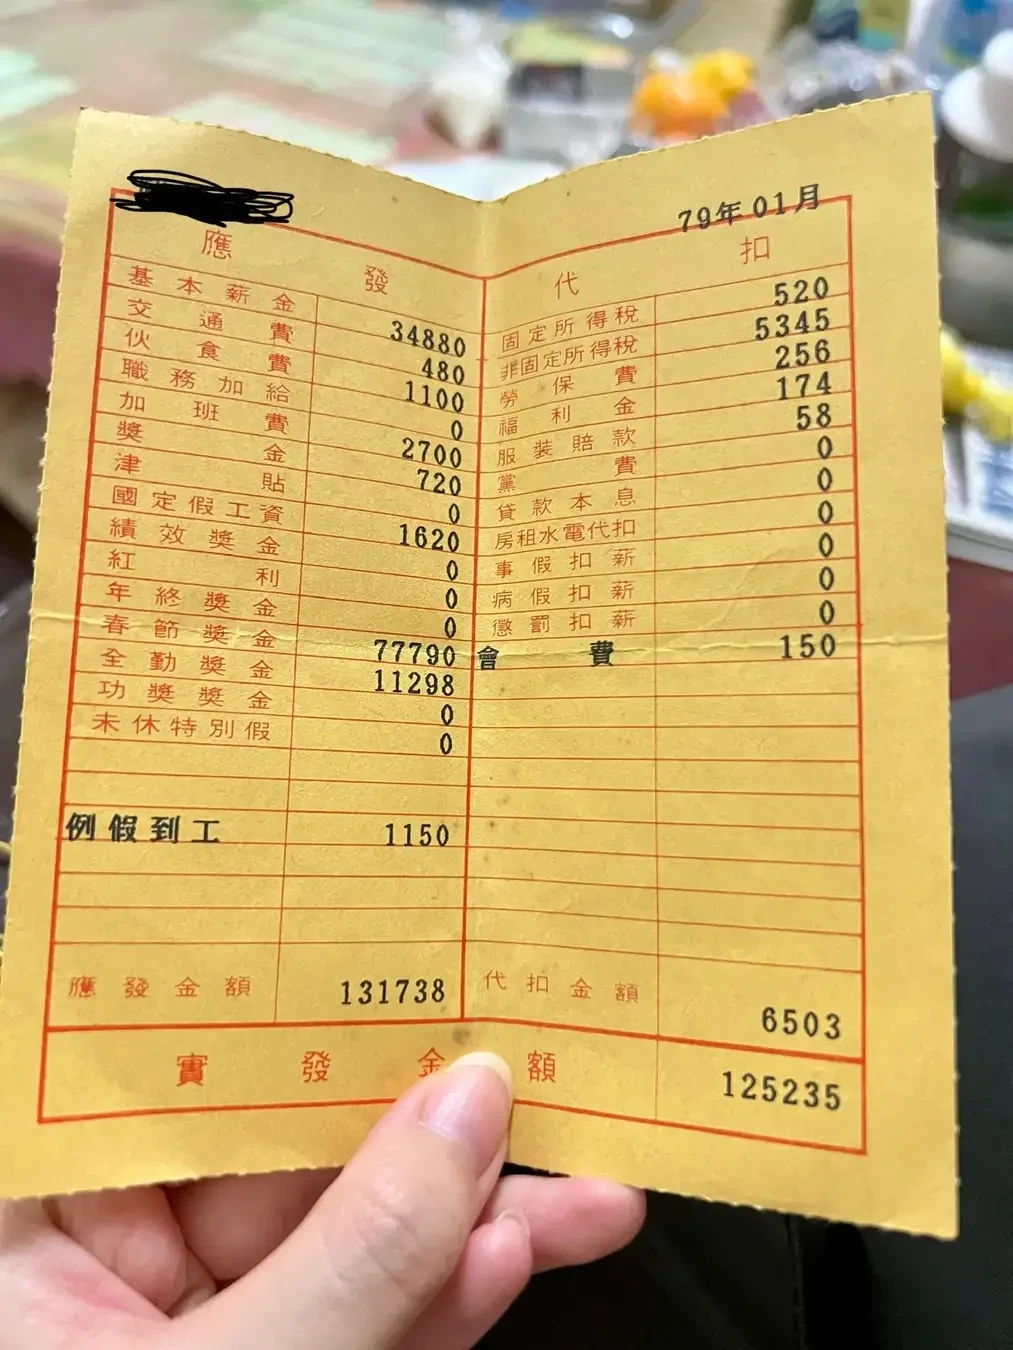 79年01月
應發 代扣
基本薪金 34880 固定所得稅 520
交通費 480 非固定所得稅 5345
伙食費 1100 勞保費 256
職務加給 0 福利金 174
加班費 2700 服裝賠款 58
獎金 720 黨費 0
津貼 0 貸款本息 0
國定假工資 1620 房租水電代扣 0
績效獎金 0 事假扣薪 0
紅利 0 病假扣薪 0
年終獎金 0 懲罰扣薪 0
春節獎金 77790 會費 150
全勤獎金 11298
功獎獎金 0
未休特別假 0
例假到工 1150
應發金額 131738 代扣金額 6503
實發金額 125235